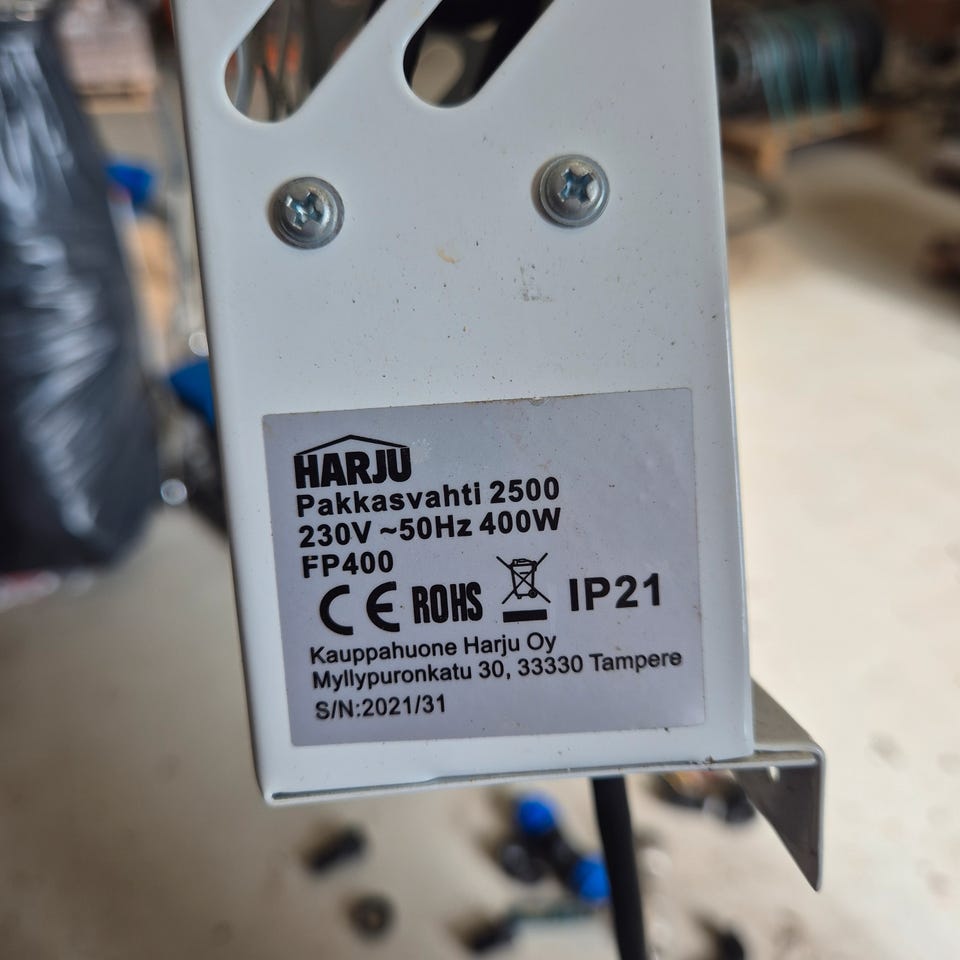 HARJU
Pakkasvahti 2500
230V ~50Hz 400W
FP400
CE ROHS IP21
Kauppahuone Harju Oy
Myllypuronkatu 30, 33330 Tampere
S/N:2021/31